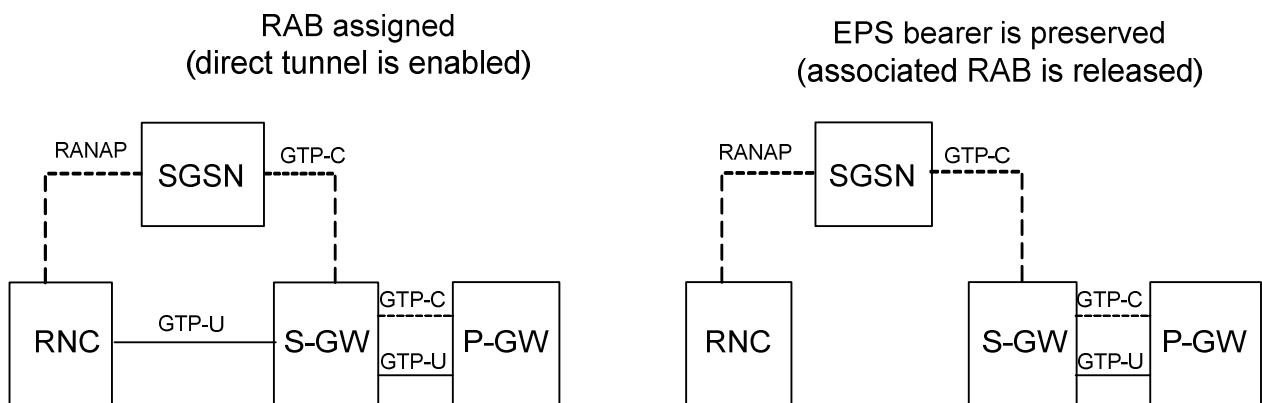 RAB assigned
(direct tunnel is enabled)
RANAP
SGSN
GTP-C
RNC
GTP-U
S-GW
GTP-C
GTP-U
P-GW
EPS bearer is preserved
(associated RAB is released)
RANAP
SGSN
GTP-C
RNC
S-GW
GTP-C
GTP-U
P-GW